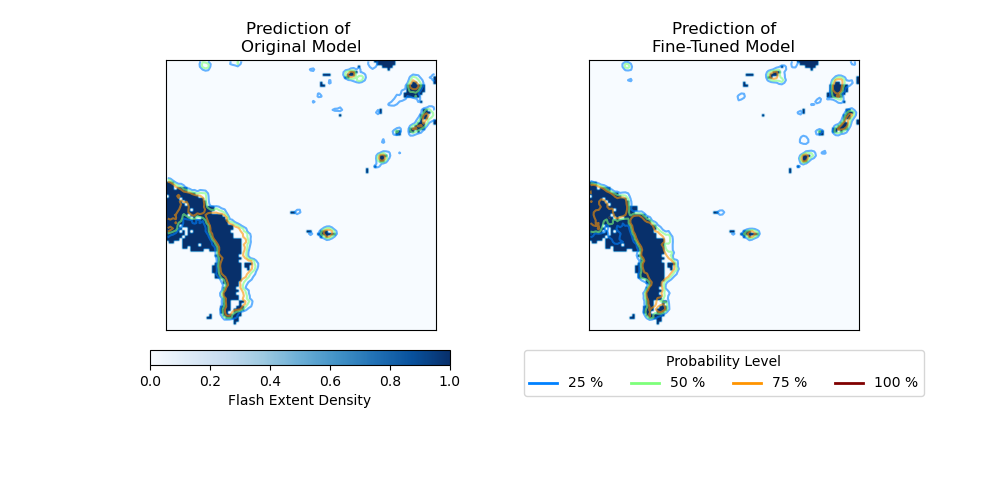 Prediction of
Original Model
Prediction of
Fine-Tuned Model
0.0 0.2 0.4 0.6 0.8 1.0
Flash Extent Density
Probability Level
25 % 50 % 75 % 100 %